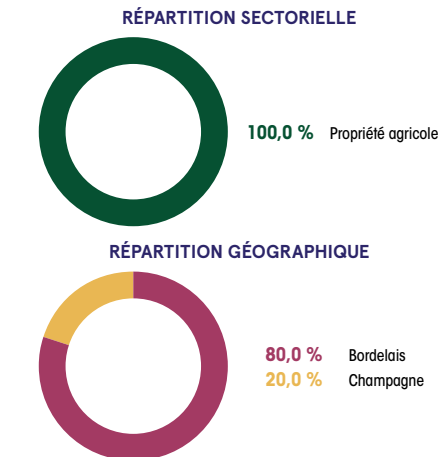 RÉPARTITION SECTORIELLE
100,0 % Propriété agricole
RÉPARTITION GÉOGRAPHIQUE
80,0 % Bordelais
20,0 % Champagne